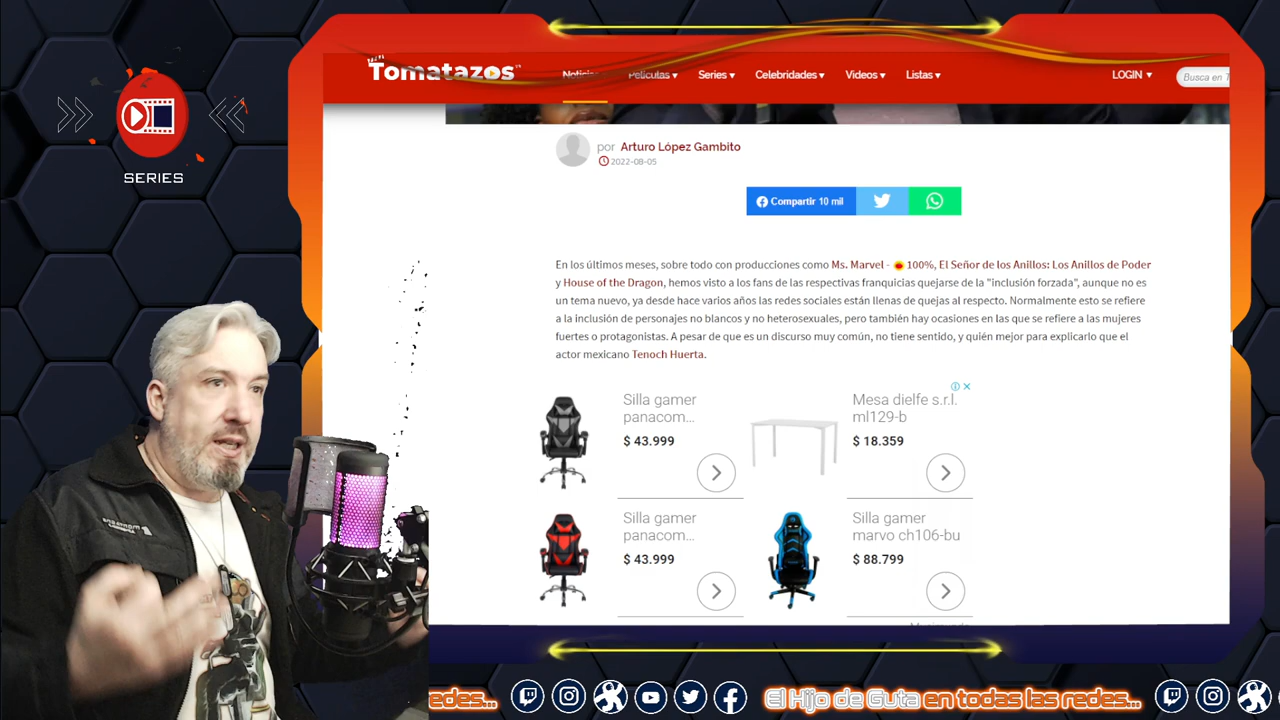 Tomatazos
Noticias Películas Series Celebridades Videos Listas LOGIN Busca en T
por Arturo López Gambito
2022-08-05
SERIES
Compartir 10 mil
En los últimos meses, sobre todo con producciones como Ms. Marvel - 100%, El Señor de los Anillos: Los Anillos de Poder
y House of the Dragon, hemos visto a los fans de las respectivas franquicias quejarse de la "inclusión forzada", aunque no es
un tema nuevo, ya desde hace varios años las redes sociales están llenas de quejas al respecto. Normalmente esto se refiere
a la inclusión de personajes no blancos y no heterosexuales, pero también hay ocasiones en las que se refiere a las mujeres
fuertes o protagonistas. A pesar de que es un discurso muy común, no tiene sentido, y quién mejor para explicarlo que el
actor mexicano Tenoch Huerta.
Silla gamer
panacom...
$ 43.999
Mesa dielfe s.r.l.
ml129-b
$ 18.359
Silla gamer
panacom...
$ 43.999
Silla gamer
marvo ch106-bu
$ 88.799
redes... El Hijo de Guta en todas las redes...